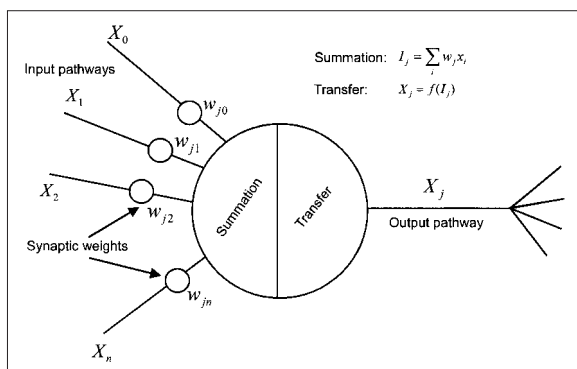 X₀
Summation: Iⱼ = ∑ᵢ wⱼxᵢ
Input pathways
Transfer: Xⱼ = f(Iⱼ)
X₁
wⱼ₀
wⱼ₁
X₂
wⱼ₂
Summation
Transfer
Xⱼ
Output pathway
Synaptic weights
wⱼₙ
Xₙ